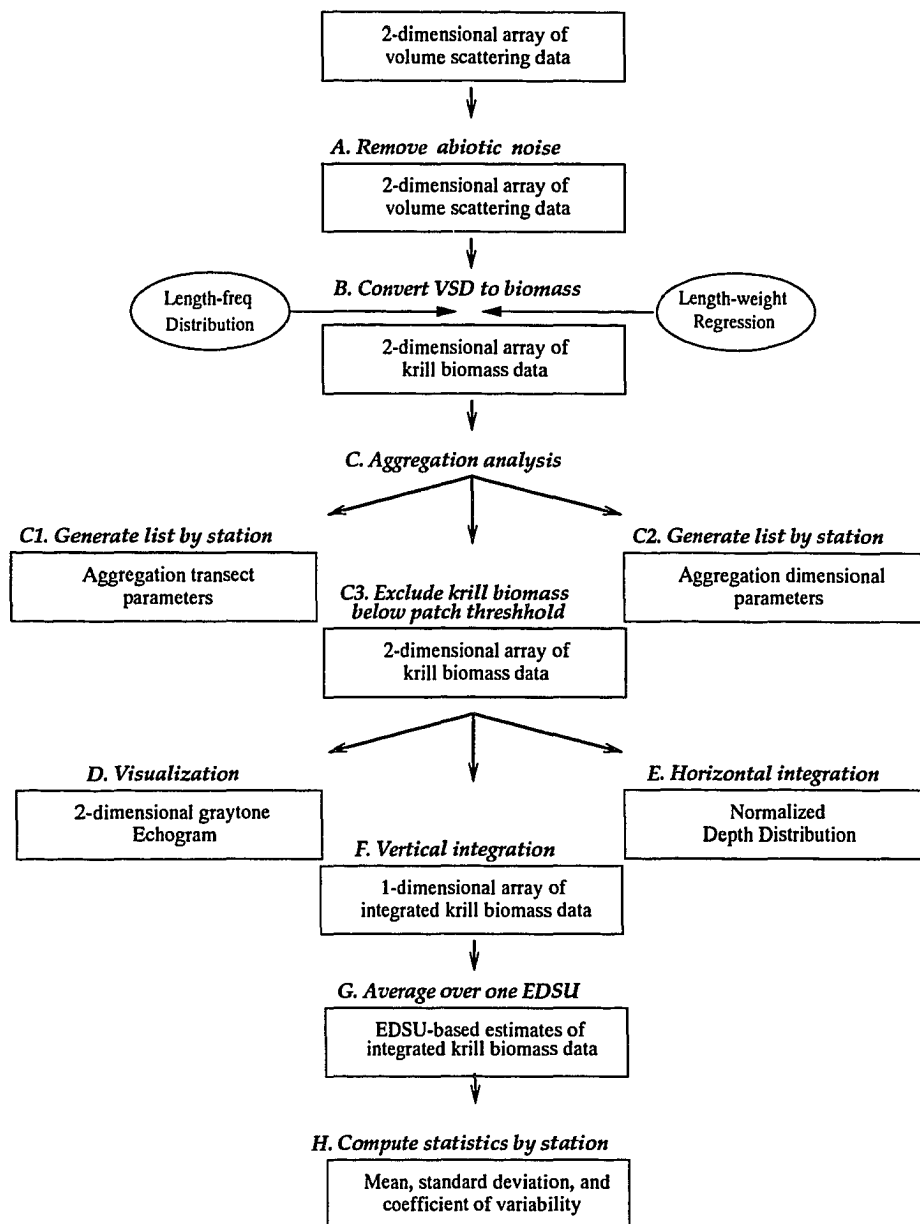 2-dimensional array of
volume scattering data
A. Remove abiotic noise
2-dimensional array of
volume scattering data
B. Convert VSD to biomass
Length-freq
Distribution
Length-weight
Regression
2-dimensional array of
krill biomass data
C. Aggregation analysis
C1. Generate list by station
Aggregation transect
parameters
C2. Generate list by station
Aggregation dimensional
parameters
C3. Exclude krill biomass
below patch threshhold
2-dimensional array of
krill biomass data
D. Visualization
2-dimensional graytone
Echogram
E. Horizontal integration
Normalized
Depth Distribution
F. Vertical integration
1-dimensional array of
integrated krill biomass data
G. Average over one EDSU
EDSU-based estimates of
integrated krill biomass data
H. Compute statistics by station
Mean, standard deviation, and
coefficient of variability